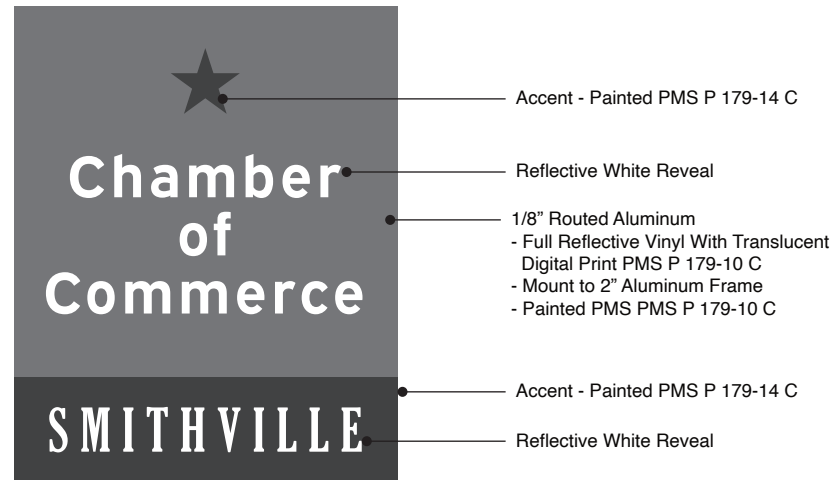 Chamber
of
Commerce
SMITHVILLE
Accent - Painted PMS P 179-14 C
Reflective White Reveal
1/8” Routed Aluminum
- Full Reflective Vinyl With Translucent
Digital Print PMS P 179-10 C
- Mount to 2” Aluminum Frame
- Painted PMS PMS P 179-10 C
Accent - Painted PMS P 179-14 C
Reflective White Reveal